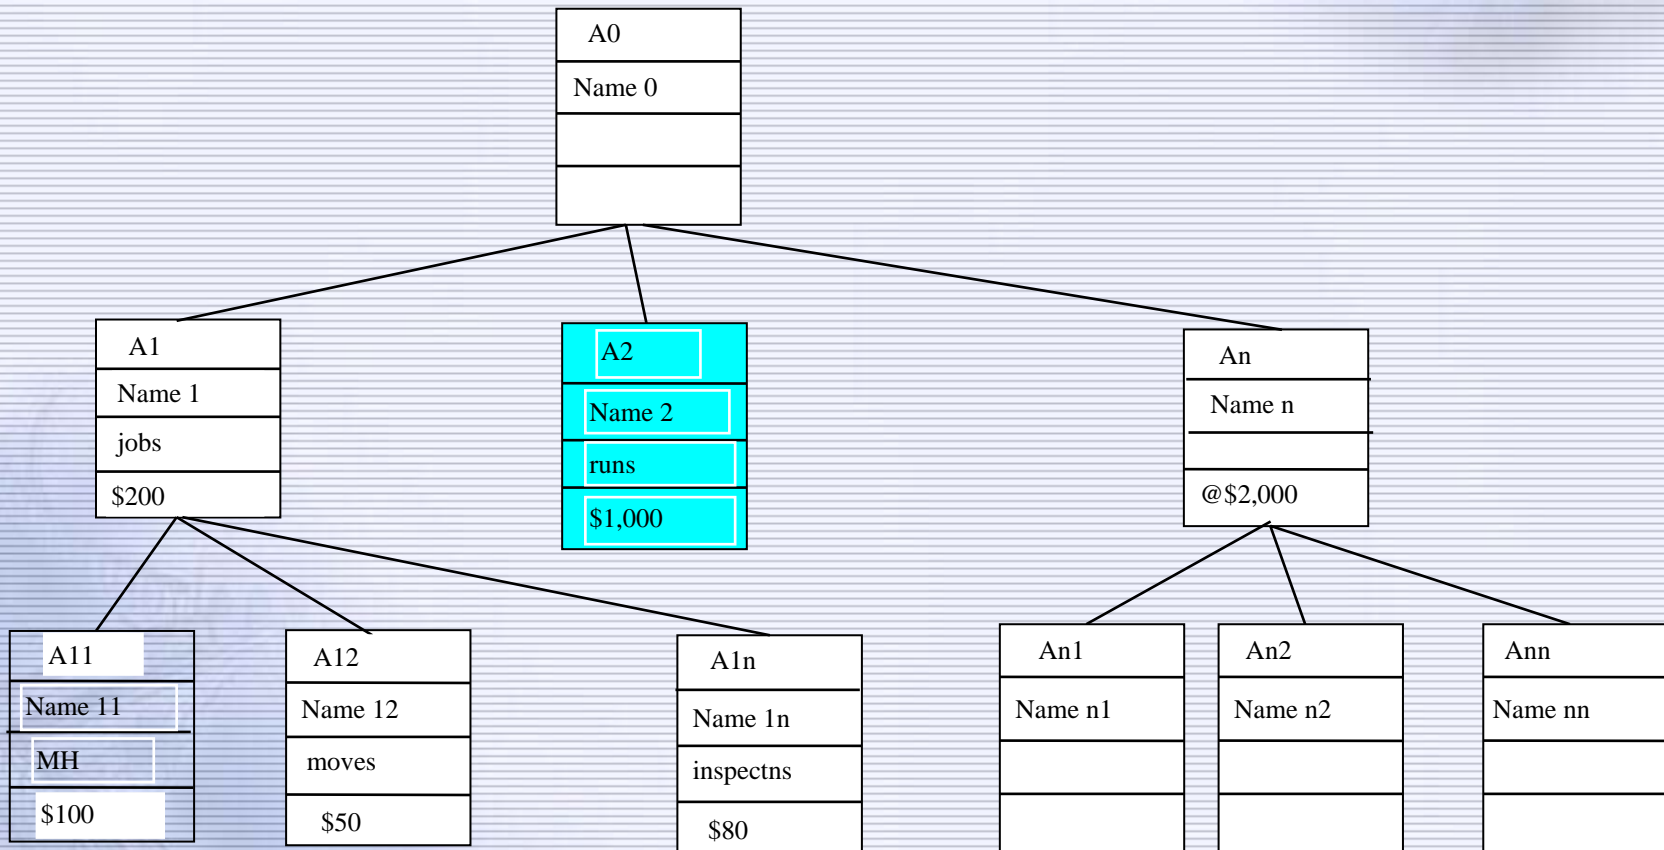 A0
Name 0
A1
Name 1
jobs
$200
A2
Name 2
runs
$1,000
An
Name n
@$2,000
A11
Name 11
MH
$100
A12
Name 12
moves
$50
A1n
Name 1n
inspectns
$80
An1
Name n1
An2
Name n2
Ann
Name nn